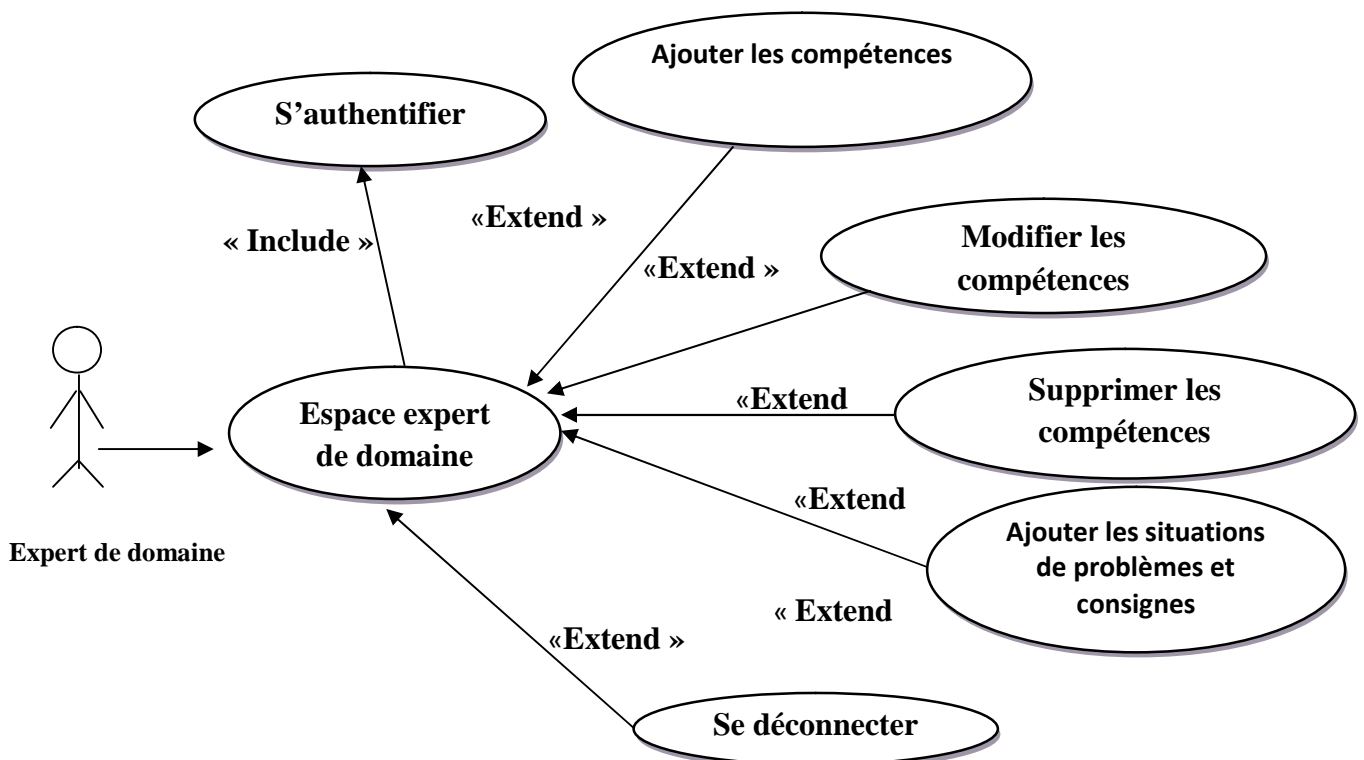 Ajouter les compétences
S’authentifier
«Extend »
« Include »
Modifier les
compétences
«Extend »
Supprimer les
compétences
«Extend
Espace expert
de domaine
«Extend
Ajouter les situations
de problèmes et
consignes
Expert de domaine
« Extend
«Extend »
Se déconnecter